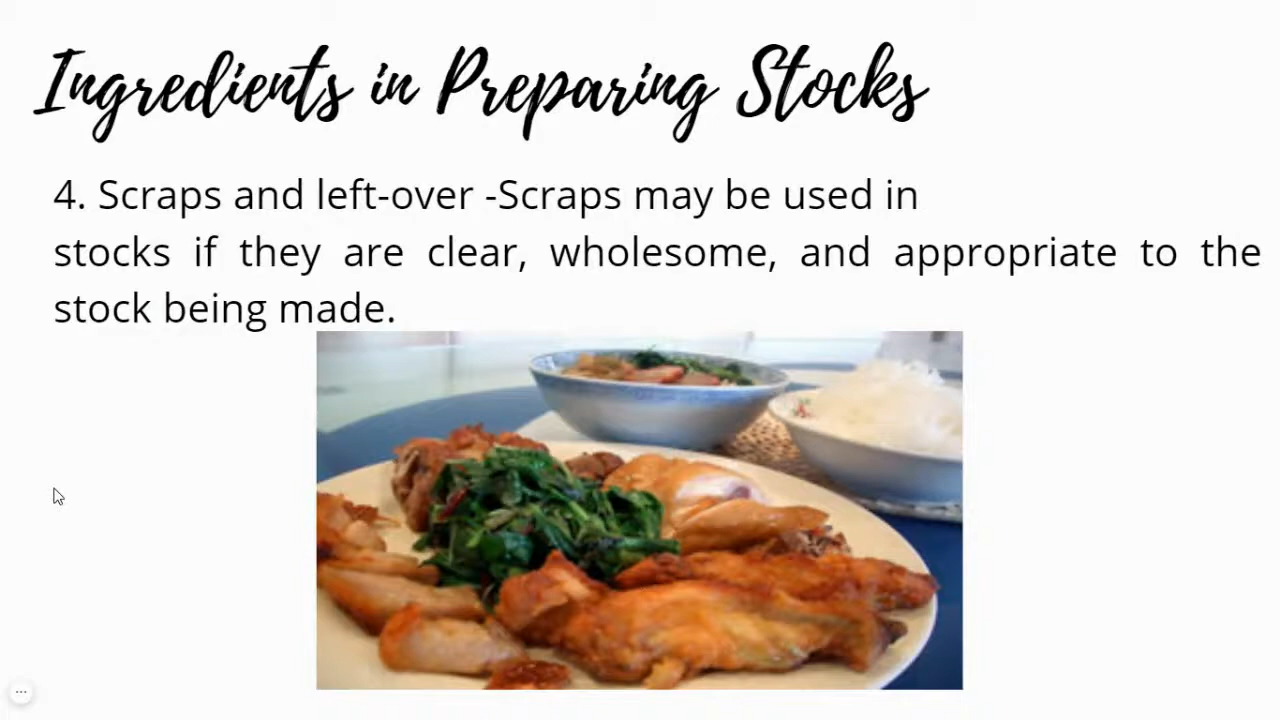 Ingredients in Preparing Stocks
4. Scraps and left-over -Scraps may be used in
stocks if they are clear, wholesome, and appropriate to the
stock being made.